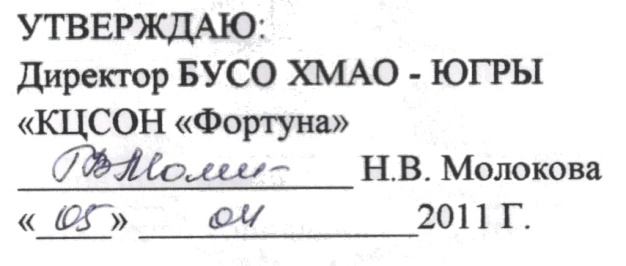 УТВЕРЖДАЮ:
Директор БУСО ХМАО - ЮГРЫ
«КЦСОН «Фортуна»
Н.В. Молокова
«05» 04 2011 Г.